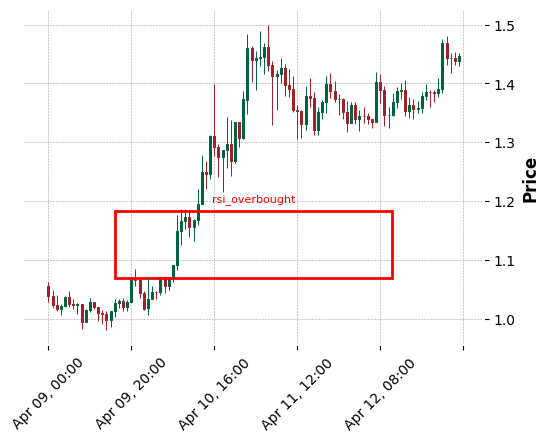 1.5
1.4
1.3
1.2
1.1
1.0
Price
rsi_overbought
Apr 09, 00:00
Apr 09, 20:00
Apr 10, 16:00
Apr 11, 12:00
Apr 12, 08:00